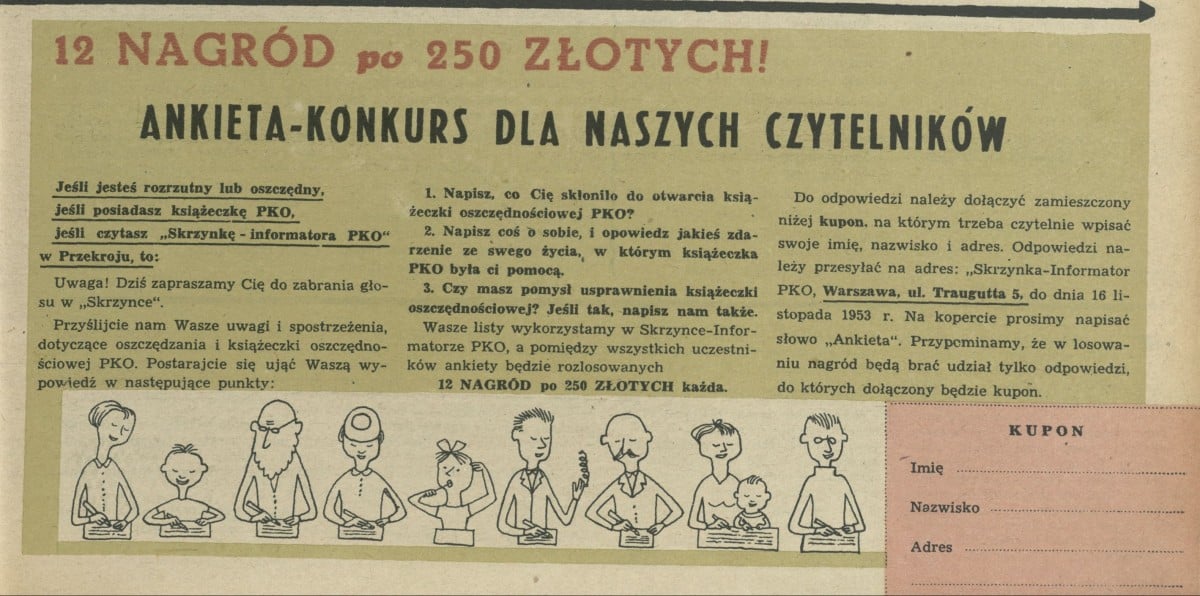 12 NAGRÓD po 250 ZŁOTYCH!
ANKIETA-KONKURS DLA NASZYCH CZYTELNIKÓW
Jeśli jesteś rozrzutny lub oszczędny,
jeśli posiadasz książeczkę PKO,
jeśli czytasz „Skrzynkę - informatora PKO“
w Przekroju, to:
Uwaga! Dziś zapraszamy Cię do zabrania gło-
su w „Skrzynce“.
Przyślijcie nam Wasze uwagi i spostrzeżenia,
dotyczące oszczędzania i książeczki oszczędno-
ściowej PKO. Postarajcie się ująć Waszą wy-
powiedź w następujące punkty:
1. Napisz, co Cię skłoniło do otwarcia ksią-
żeczki oszczędnościowej PKO?
2. Napisz coś o sobie, i opowiedz jakieś zda-
rzenie ze swego życia, w którym książeczka
PKO była ci pomocą.
3. Czy masz pomysł usprawnienia książeczki
oszczędnościowej? Jeśli tak, napisz nam także.
Wasze listy wykorzystamy w Skrzynce-Infor-
matorze PKO, a pomiędzy wszystkich uczestni-
ków ankiety będzie rozlosowanych
12 NAGRÓD po 250 ZŁOTYCH każda.
Do odpowiedzi należy dołączyć zamieszczony
niżej kupon, na którym trzeba czytelnie wpisać
swoje imię, nazwisko i adres. Odpowiedzi na-
leży przesyłać na adres: „Skrzynka-Informator
PKO, Warszawa, ul. Traugutta 5, do dnia 16 li-
stopada 1953 r. Na kopercie prosimy napisać
słowo „Ankieta“. Przypominamy, że w losowa-
niu nagród będą brać udział tylko odpowiedzi,
do których dołączony będzie kupon.
KUPON
Imię
Nazwisko
Adres